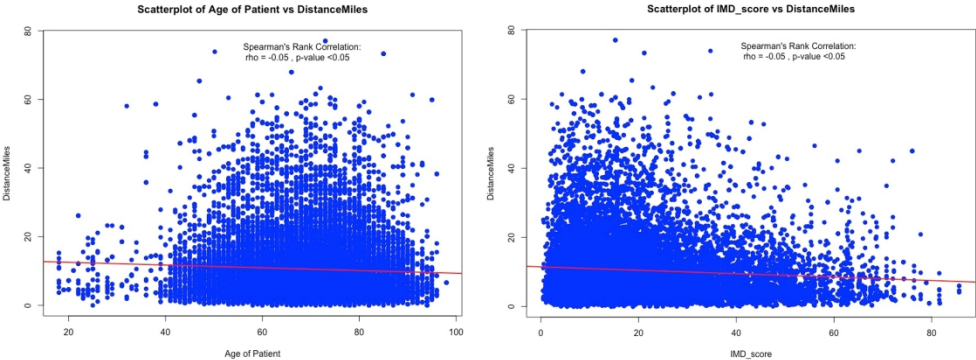 Scatterplot of Age of Patient vs DistanceMiles
Spearman's Rank Correlation:
rho = -0.05 , p-value <0.05
DistanceMiles
80
60
40
20
0
20
40
60
80
100
Age of Patient
Scatterplot of IMD_score vs DistanceMiles
Spearman's Rank Correlation:
rho = -0.05 , p-value <0.05
DistanceMiles
80
60
40
20
0
0
20
40
60
80
IMD_score